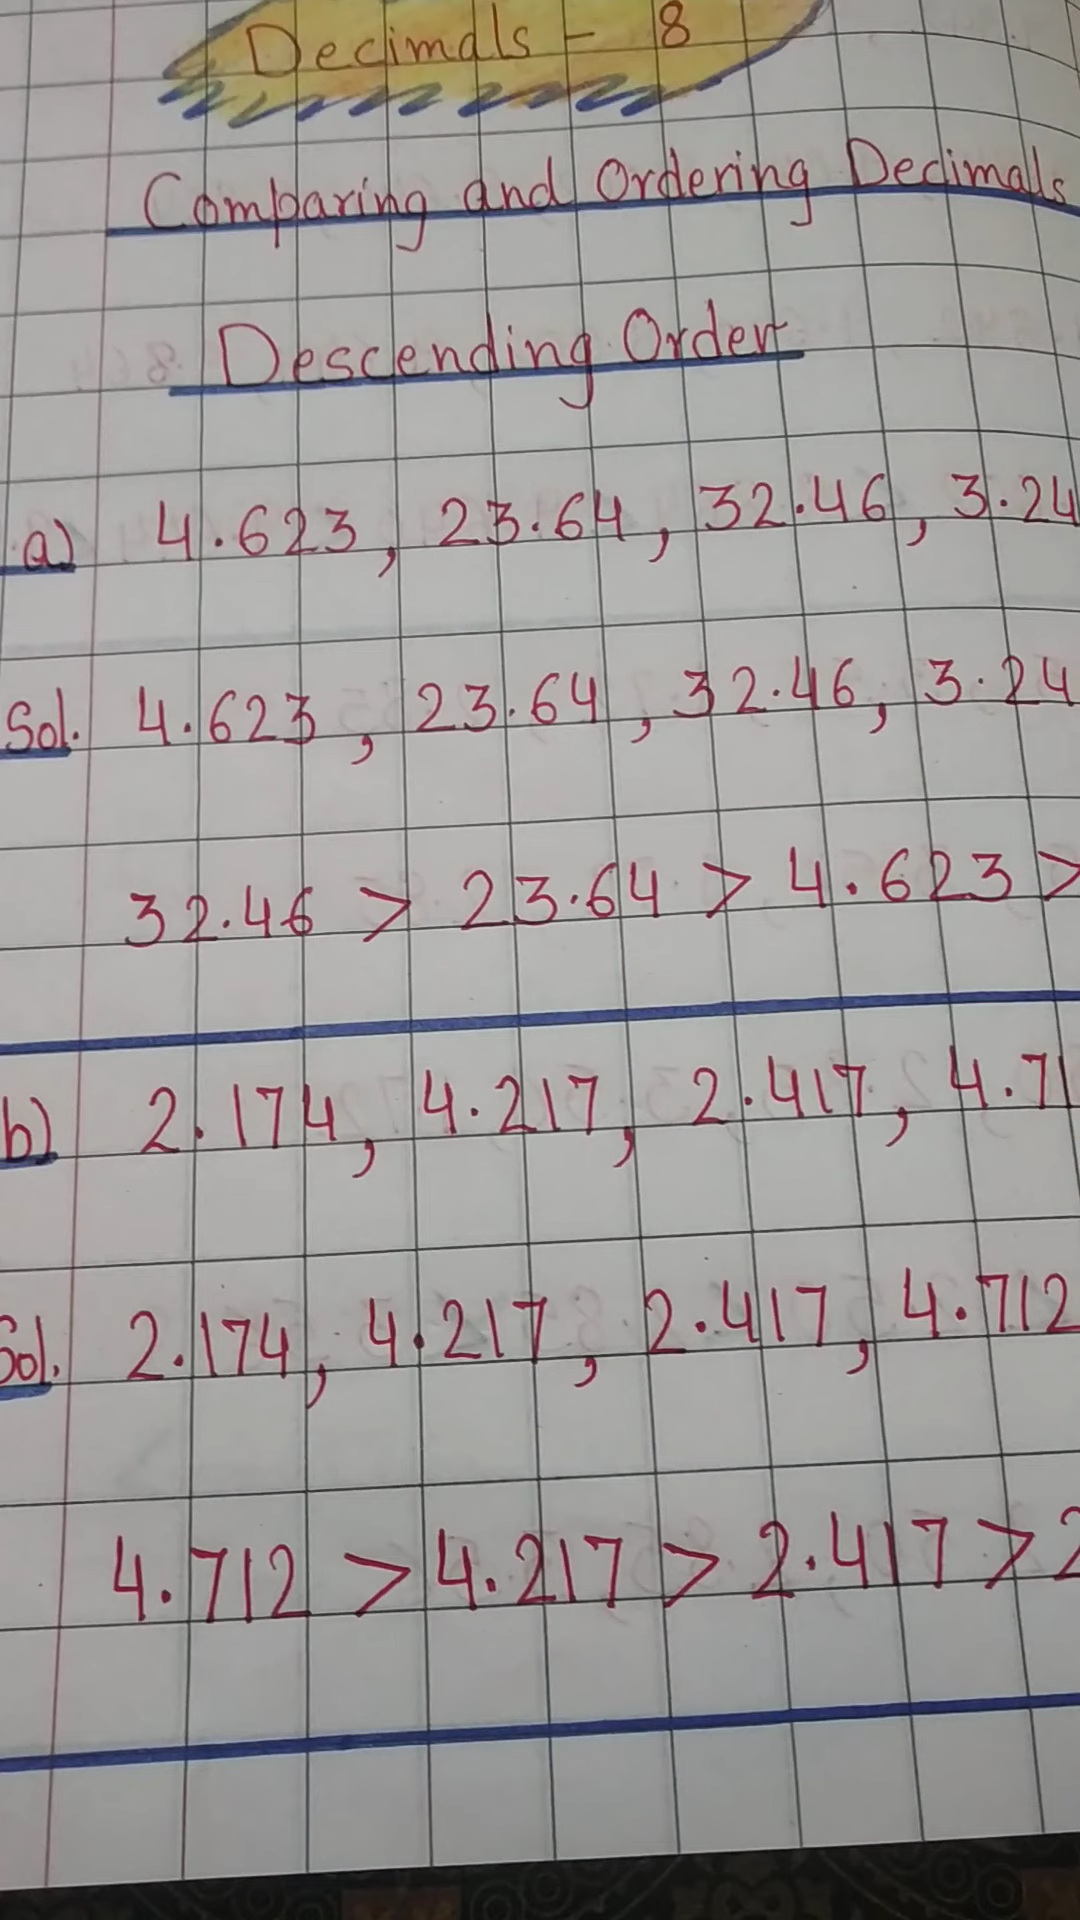 Decimals - 8
Comparing and Ordering Decimals
Descending Order
a) 4.623, 23.64, 32.46, 3.24
Sol. 4.623, 23.64, 32.46, 3.24
32.46 > 23.64 > 4.623 >
b) 2.174, 4.217, 2.417, 4.71
Sol. 2.174, 4.217, 2.417, 4.712
4.712 > 4.217 > 2.417 > 2